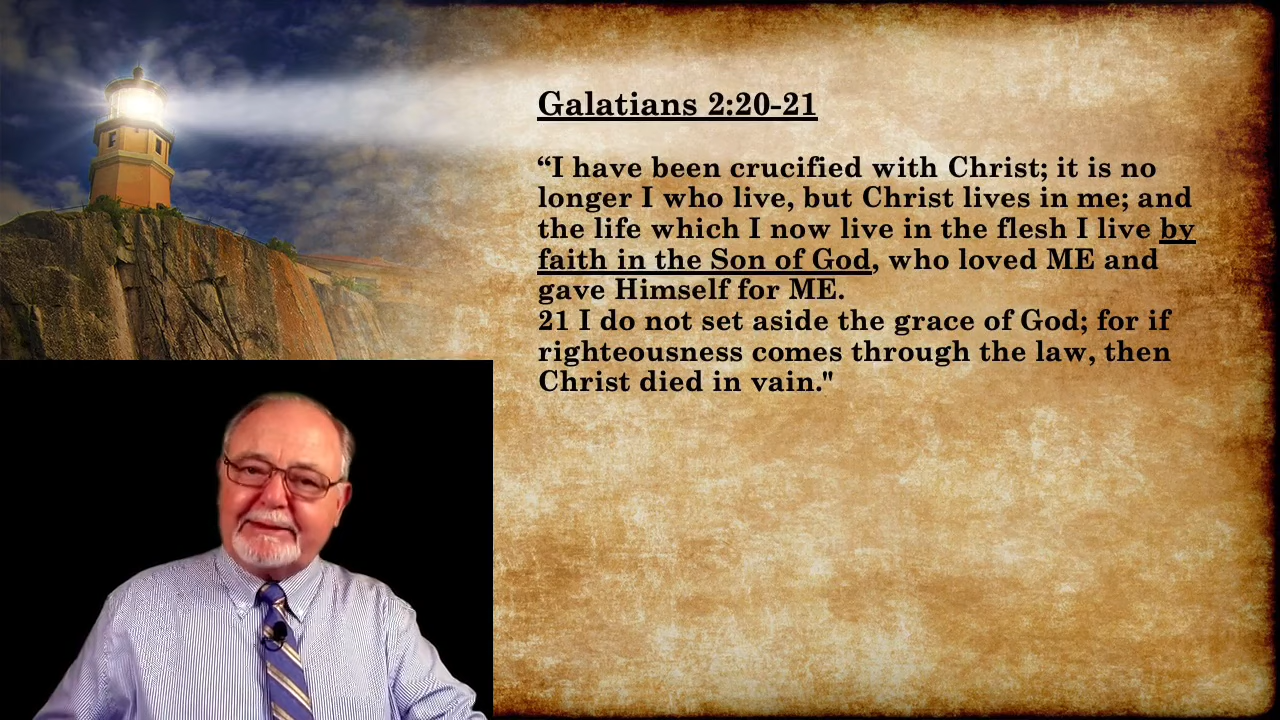 Galatians 2:20-21
“I have been crucified with Christ; it is no
longer I who live, but Christ lives in me; and
the life which I now live in the flesh I live by
faith in the Son of God, who loved ME and
gave Himself for ME.
21 I do not set aside the grace of God; for if
righteousness comes through the law, then
Christ died in vain."